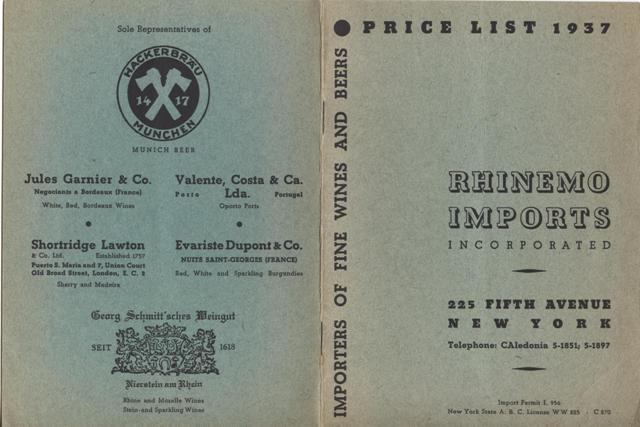 Sole Representatives of
HACKERBRÄU
14 17
MÜNCHEN
MUNICH BEER
Jules Garnier & Co.
Negociants a Bordeaux (France)
White, Red, Bordeaux Wines
Valente, Costa & Ca.
Porto Lda. Portugal
Oporto Ports
Shortridge Lawton
& Co. Ltd. Established 1757
Puerto S. Maria and 7, Union Court
Old Broad Street, London, E. C. 2
Sherry and Madeira
Evariste Dupont & Co.
NUITS SAINT-GEORGES (FRANCE)
Red, White and Sparkling Burgundies
Georg Schmitt'sches Weingut
SEIT 1618
Nierstein am Rhein
Rhine and Moselle Wines
Stein-and Sparkling Wines
IMPORTERS OF FINE WINES AND BEERS
PRICE LIST 1937
RHINEMO
IMPORTS
INCORPORATED
225 FIFTH AVENUE
NEW YORK
Telephone: CAledonia 5-1851; 5-1897
Import Permit I. 956
New York State A. B. C. License WW 885 - C 870